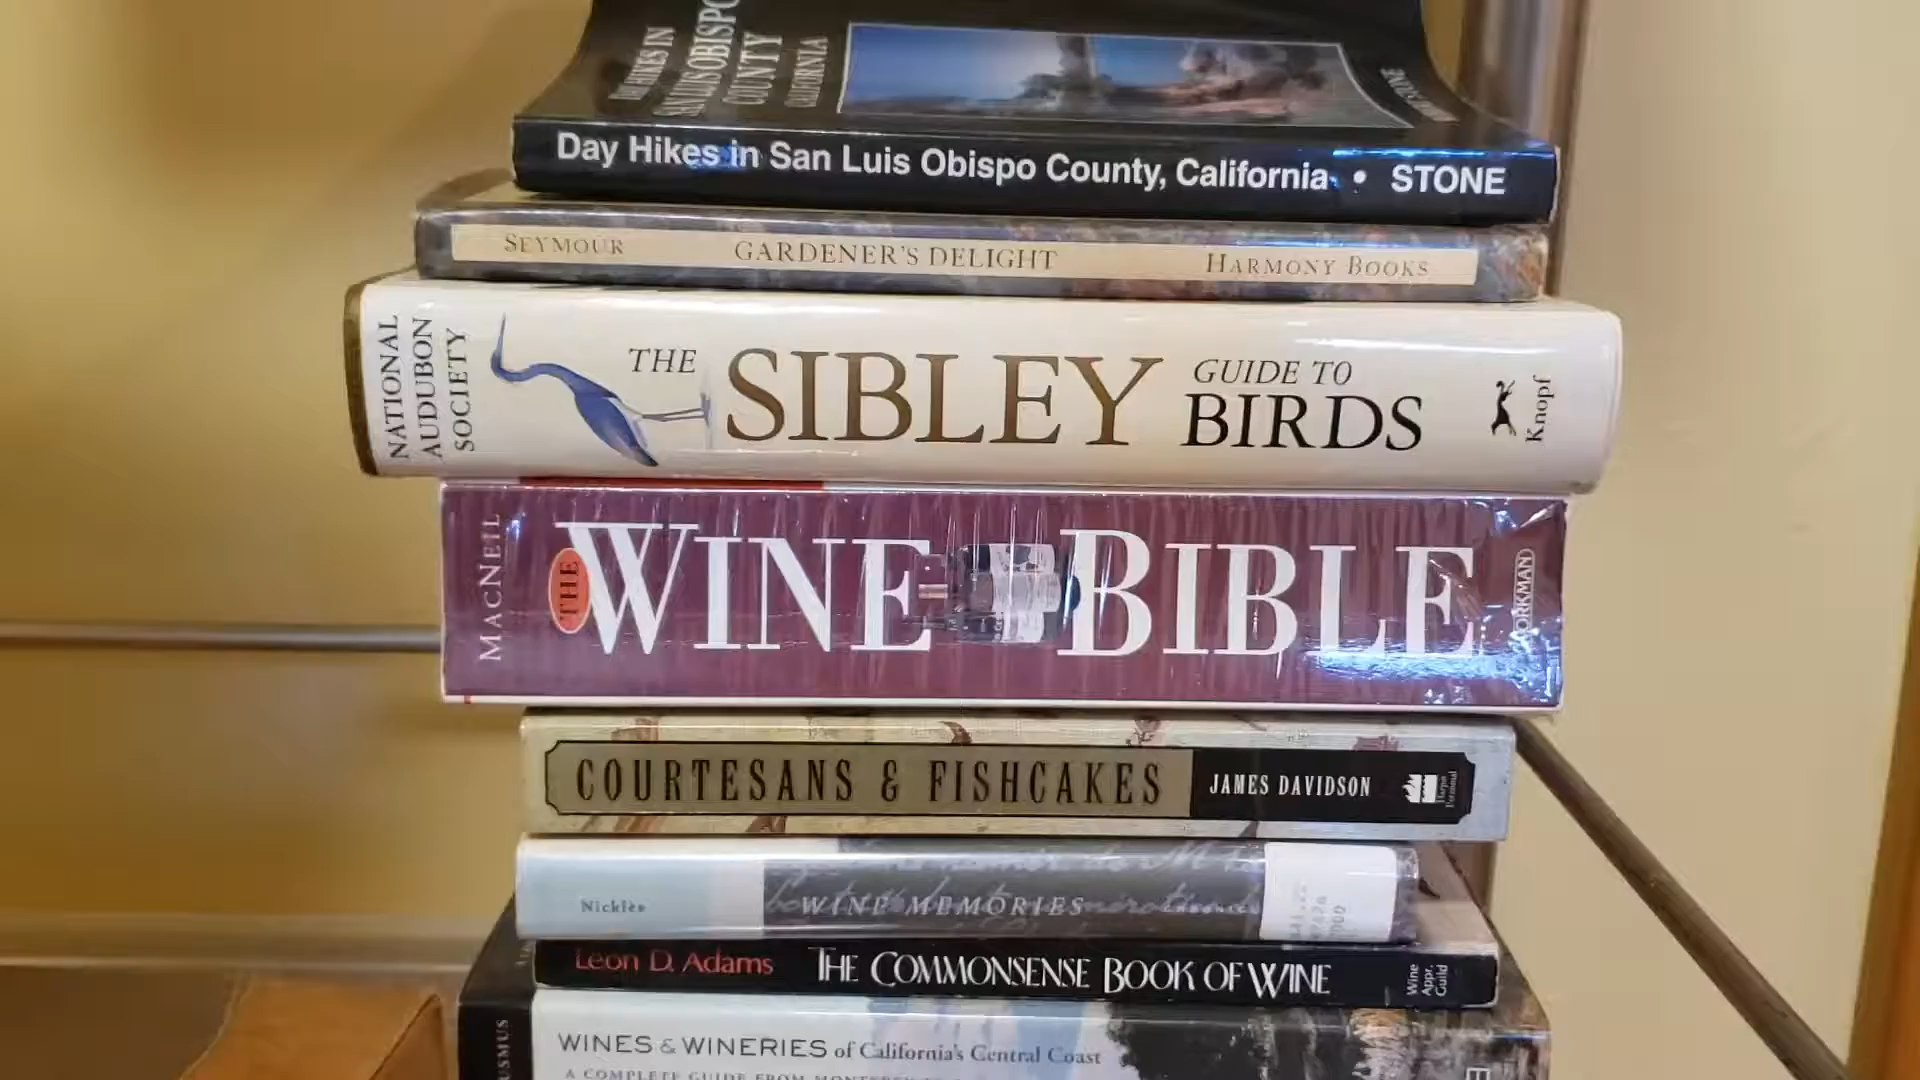 DAY HIKES IN
SAN LUIS OBISPO
COUNTY
CALIFORNIA
Day Hikes in San Luis Obispo County, California • STONE
SEYMOUR GARDENER'S DELIGHT HARMONY BOOKS
NATIONAL
AUDUBON
SOCIETY
THE SIBLEY GUIDE TO BIRDS
Knopf
MACNEIL
THE WINE BIBLE
WORKMAN
COURTESANS & FISHCAKES JAMES DAVIDSON
Nicklès WINE MEMORIES
Leon D. Adams THE COMMONSENSE BOOK OF WINE
Wine
Appr.
Guild
WINES & WINERIES of California's Central Coast
A COMPLETE GUIDE FROM